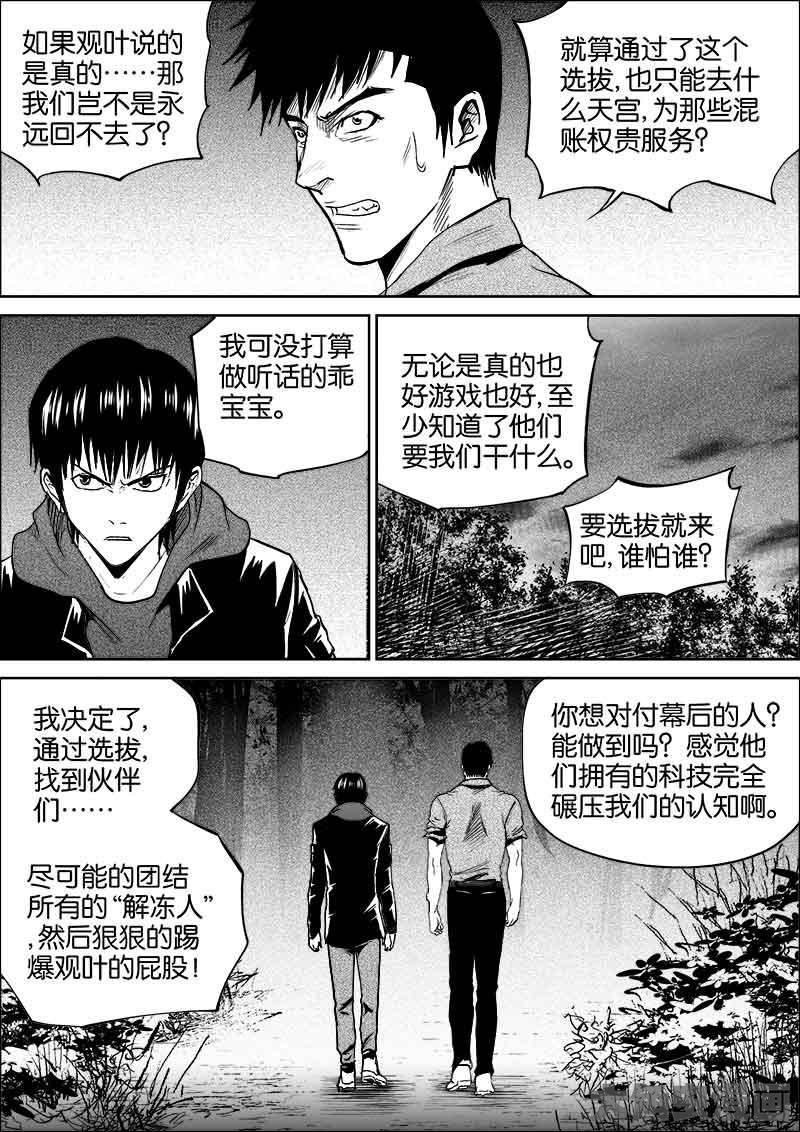 如果观叶说的
是真的……那
我们岂不是永
远回不去了?
就算通过了这个
选拔,也只能去什
么天宫,为那些混
账权贵服务?
我可没打算
做听话的乖
宝宝。
无论是真的也
好游戏也好,至
少知道了他们
要我们干什么。
要选拔就来
吧,谁怕谁?
我决定了,
通过选拔,
找到伙伴
们……
尽可能的团结
所有的“解冻人”
,然后狠狠的踢
爆观叶的屁股!
你想对付幕后的人?
能做到吗?感觉他
们拥有的科技完全
碾压我们的认知啊。